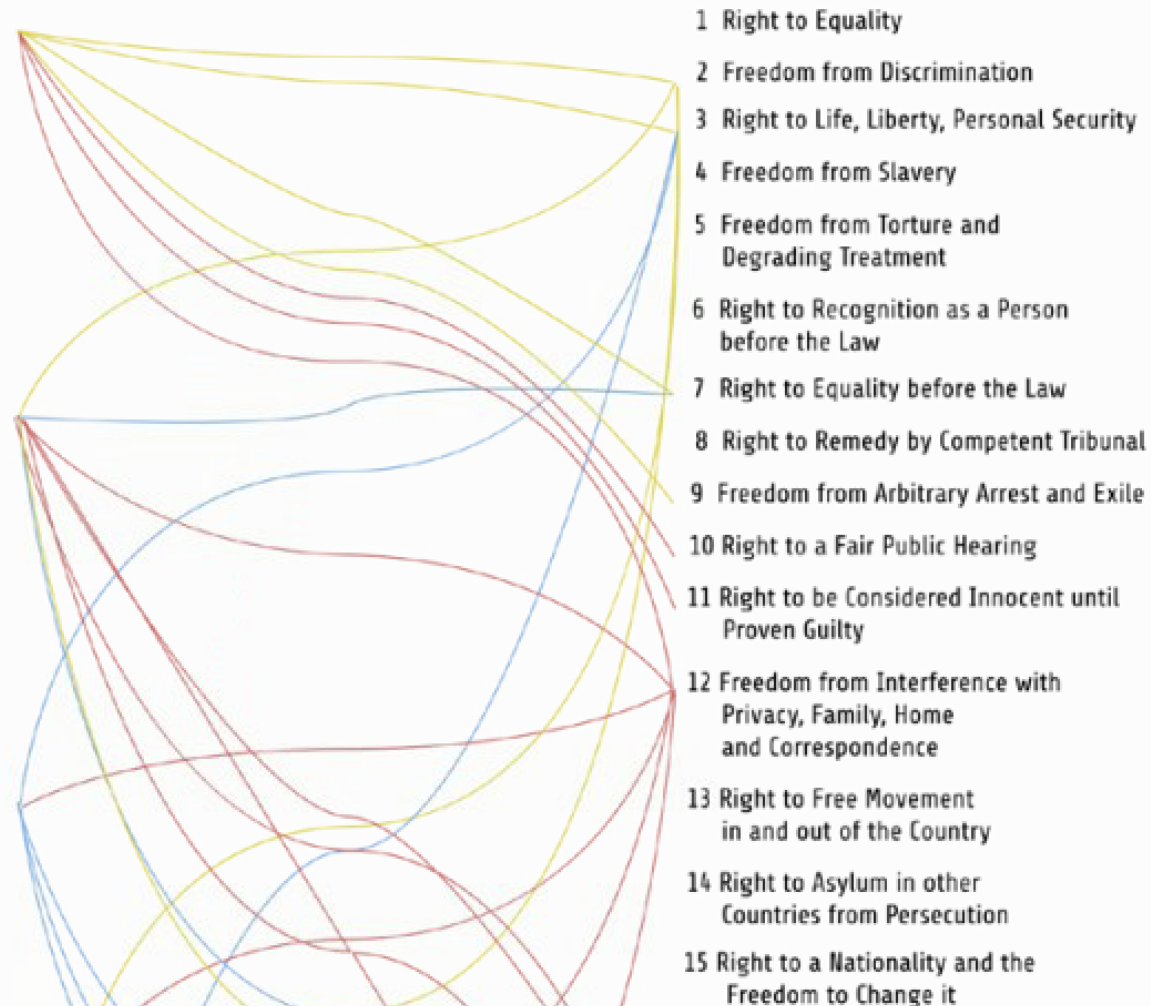 1 Right to Equality
2 Freedom from Discrimination
3 Right to Life, Liberty, Personal Security
4 Freedom from Slavery
5 Freedom from Torture and
Degrading Treatment
6 Right to Recognition as a Person
before the Law
7 Right to Equality before the Law
8 Right to Remedy by Competent Tribunal
9 Freedom from Arbitrary Arrest and Exile
10 Right to a Fair Public Hearing
11 Right to be Considered Innocent until
Proven Guilty
12 Freedom from Interference with
Privacy, Family, Home
and Correspondence
13 Right to Free Movement
in and out of the Country
14 Right to Asylum in other
Countries from Persecution
15 Right to a Nationality and the
Freedom to Change it